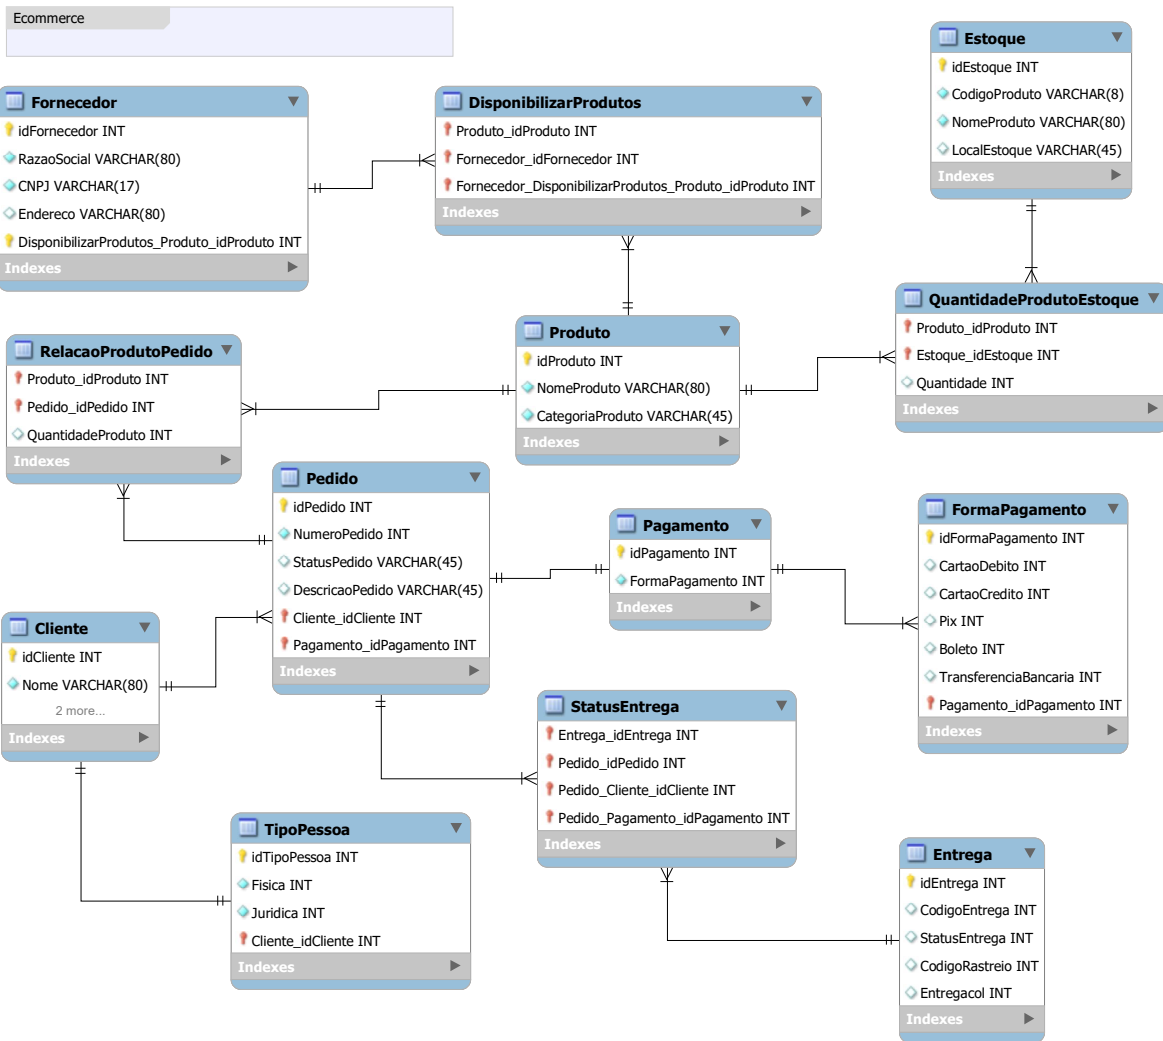 Ecommerce
Estoque
idEstoque INT
CodigoProduto VARCHAR(8)
NomeProduto VARCHAR(80)
LocalEstoque VARCHAR(45)
Indexes
Fornecedor
idFornecedor INT
RazaoSocial VARCHAR(80)
CNPJ VARCHAR(17)
Endereco VARCHAR(80)
DisponibilizarProdutos_Produto_idProduto INT
Indexes
DisponibilizarProdutos
Produto_idProduto INT
Fornecedor_idFornecedor INT
Fornecedor_DisponibilizarProdutos_Produto_idProduto INT
Indexes
QuantidadeProdutoEstoque
Produto_idProduto INT
Estoque_idEstoque INT
Quantidade INT
Indexes
Produto
idProduto INT
NomeProduto VARCHAR(80)
CategoriaProduto VARCHAR(45)
Indexes
RelacaoProdutoPedido
Produto_idProduto INT
Pedido_idPedido INT
QuantidadeProduto INT
Indexes
Pedido
idPedido INT
NumeroPedido INT
StatusPedido VARCHAR(45)
DescricaoPedido VARCHAR(45)
Cliente_idCliente INT
Pagamento_idPagamento INT
Indexes
Pagamento
idPagamento INT
FormaPagamento INT
Indexes
FormaPagamento
idFormaPagamento INT
CartaoDebito INT
CartaoCredito INT
Pix INT
Boleto INT
TransferenciaBancaria INT
Pagamento_idPagamento INT
Indexes
Cliente
idCliente INT
Nome VARCHAR(80)
2 more...
Indexes
StatusEntrega
Entrega_idEntrega INT
Pedido_idPedido INT
Pedido_Cliente_idCliente INT
Pedido_Pagamento_idPagamento INT
Indexes
TipoPessoa
idTipoPessoa INT
Fisica INT
Juridica INT
Cliente_idCliente INT
Indexes
Entrega
idEntrega INT
CodigoEntrega INT
StatusEntrega INT
CodigoRastreio INT
Entregacol INT
Indexes